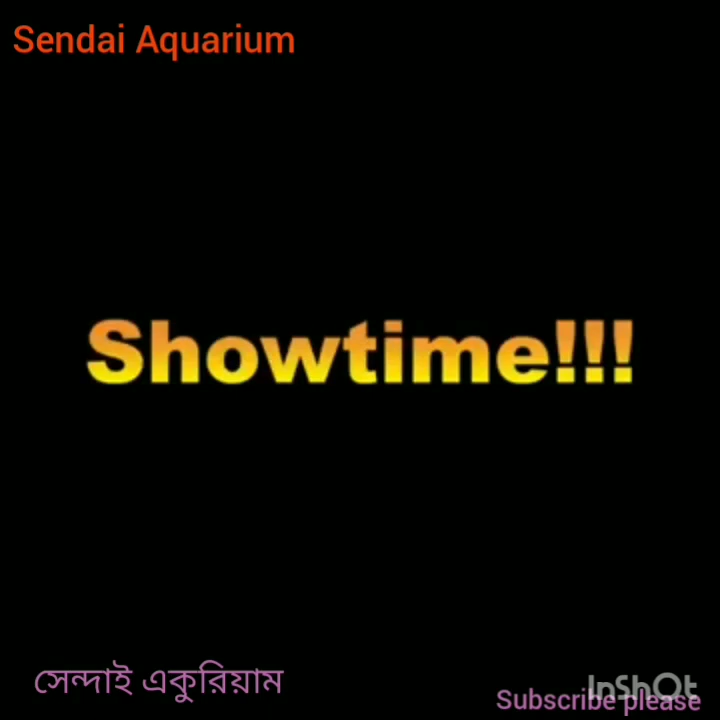 Sendai Aquarium
Showtime!!!
সেন্দাই একুরিয়াম
InShOt
Subscribe please